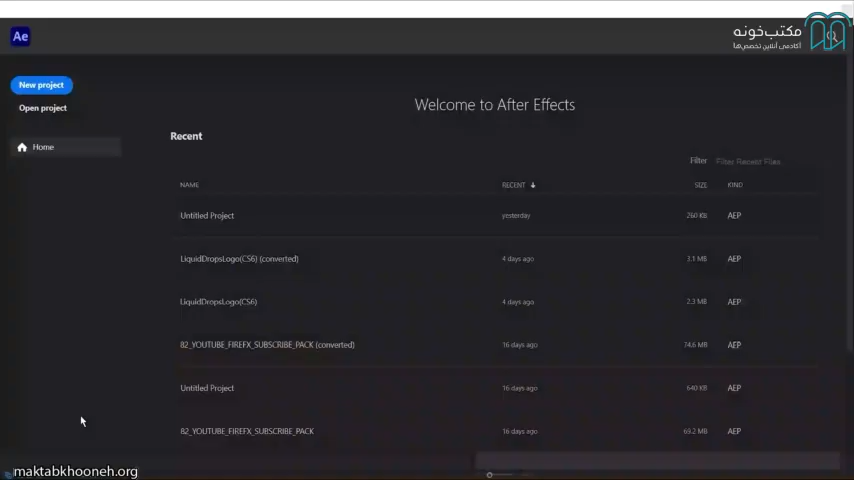 Ae
مکتب‌خونه
آکادمی آنلاین تخصص‌ها
New project
Open project
Welcome to After Effects
Home
Recent
Filter Filter Recent Files
NAME RECENT SIZE KIND
Untitled Project yesterday 260 KB AEP
LiquidDropsLogo(CS6) (converted) 4 days ago 3.1 MB AEP
LiquidDropsLogo(CS6) 4 days ago 2.3 MB AEP
82_YOUTUBE_FIREFX_SUBSCRIBE_PACK (converted) 16 days ago 74.6 MB AEP
Untitled Project 16 days ago 640 KB AEP
82_YOUTUBE_FIREFX_SUBSCRIBE_PACK 16 days ago 69.2 MB AEP
maktabkhooneh.org